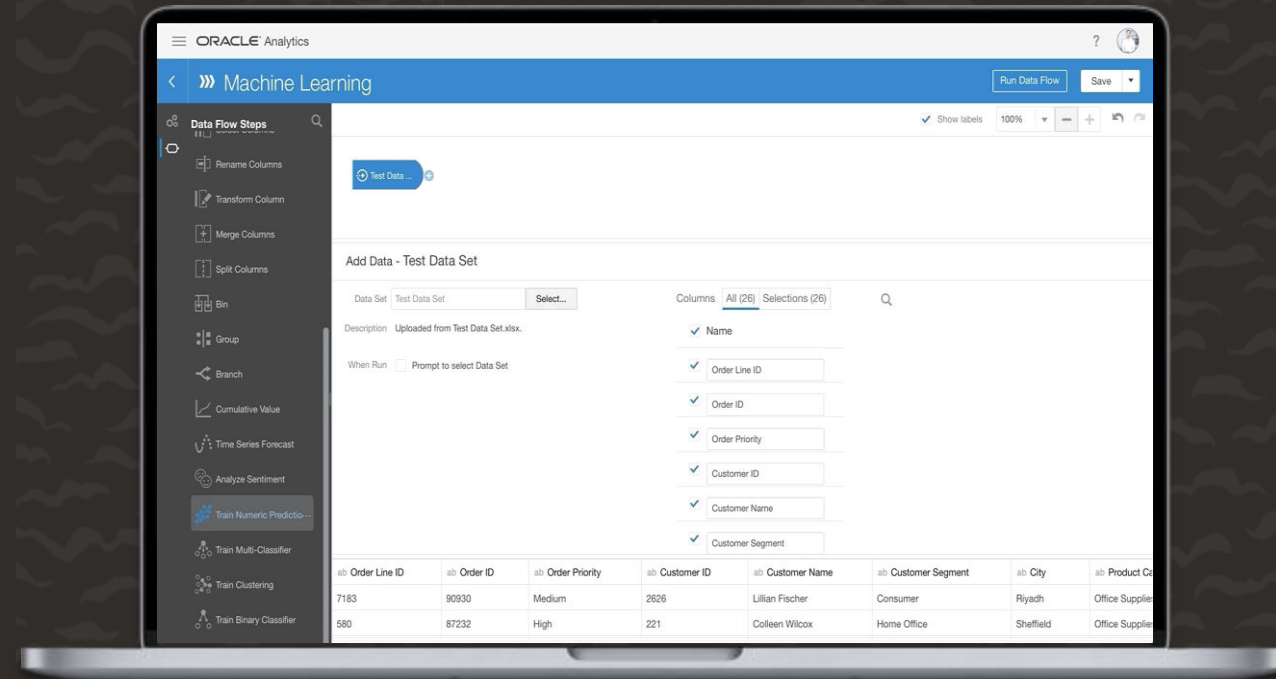 ORACLE Analytics
?
Machine Learning
Run Data Flow
Save
Data Flow Steps
Select Columns
Rename Columns
Transform Column
Merge Columns
Split Columns
Bin
Group
Branch
Cumulative Value
Time Series Forecast
Analyze Sentiment
Train Numeric Predictio...
Train Multi-Classifier
Train Clustering
Train Binary Classifier
Show labels 100%
Test Data ...
Add Data - Test Data Set
Data Set Test Data Set Select...
Description Uploaded from Test Data Set.xlsx.
When Run Prompt to select Data Set
Columns All (26) Selections (26)
Name
Order Line ID
Order ID
Order Priority
Customer ID
Customer Name
Customer Segment
ab Order Line ID ab Order ID ab Order Priority ab Customer ID ab Customer Name ab Customer Segment ab City ab Product Ca
7183 90930 Medium 2626 Lillian Fischer Consumer Riyadh Office Supplies
580 87232 High 221 Colleen Wilcox Home Office Sheffield Office Supplies